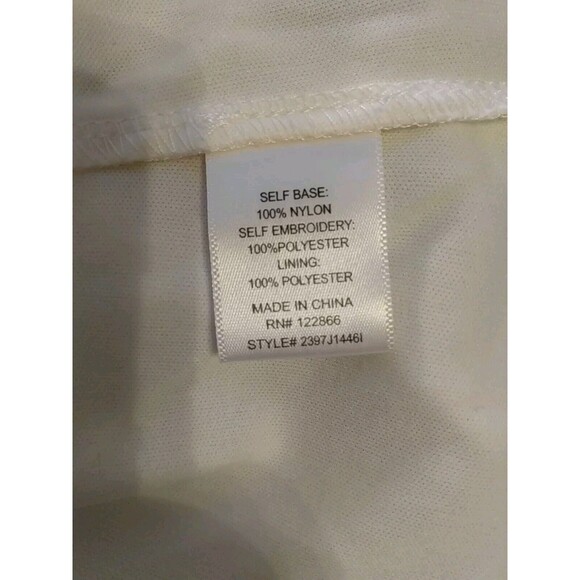 SELF BASE:
100% NYLON
SELF EMBROIDERY:
100%POLYESTER
LINING:
100% POLYESTER
MADE IN CHINA
RN# 122866
STYLE# 2397J1446I